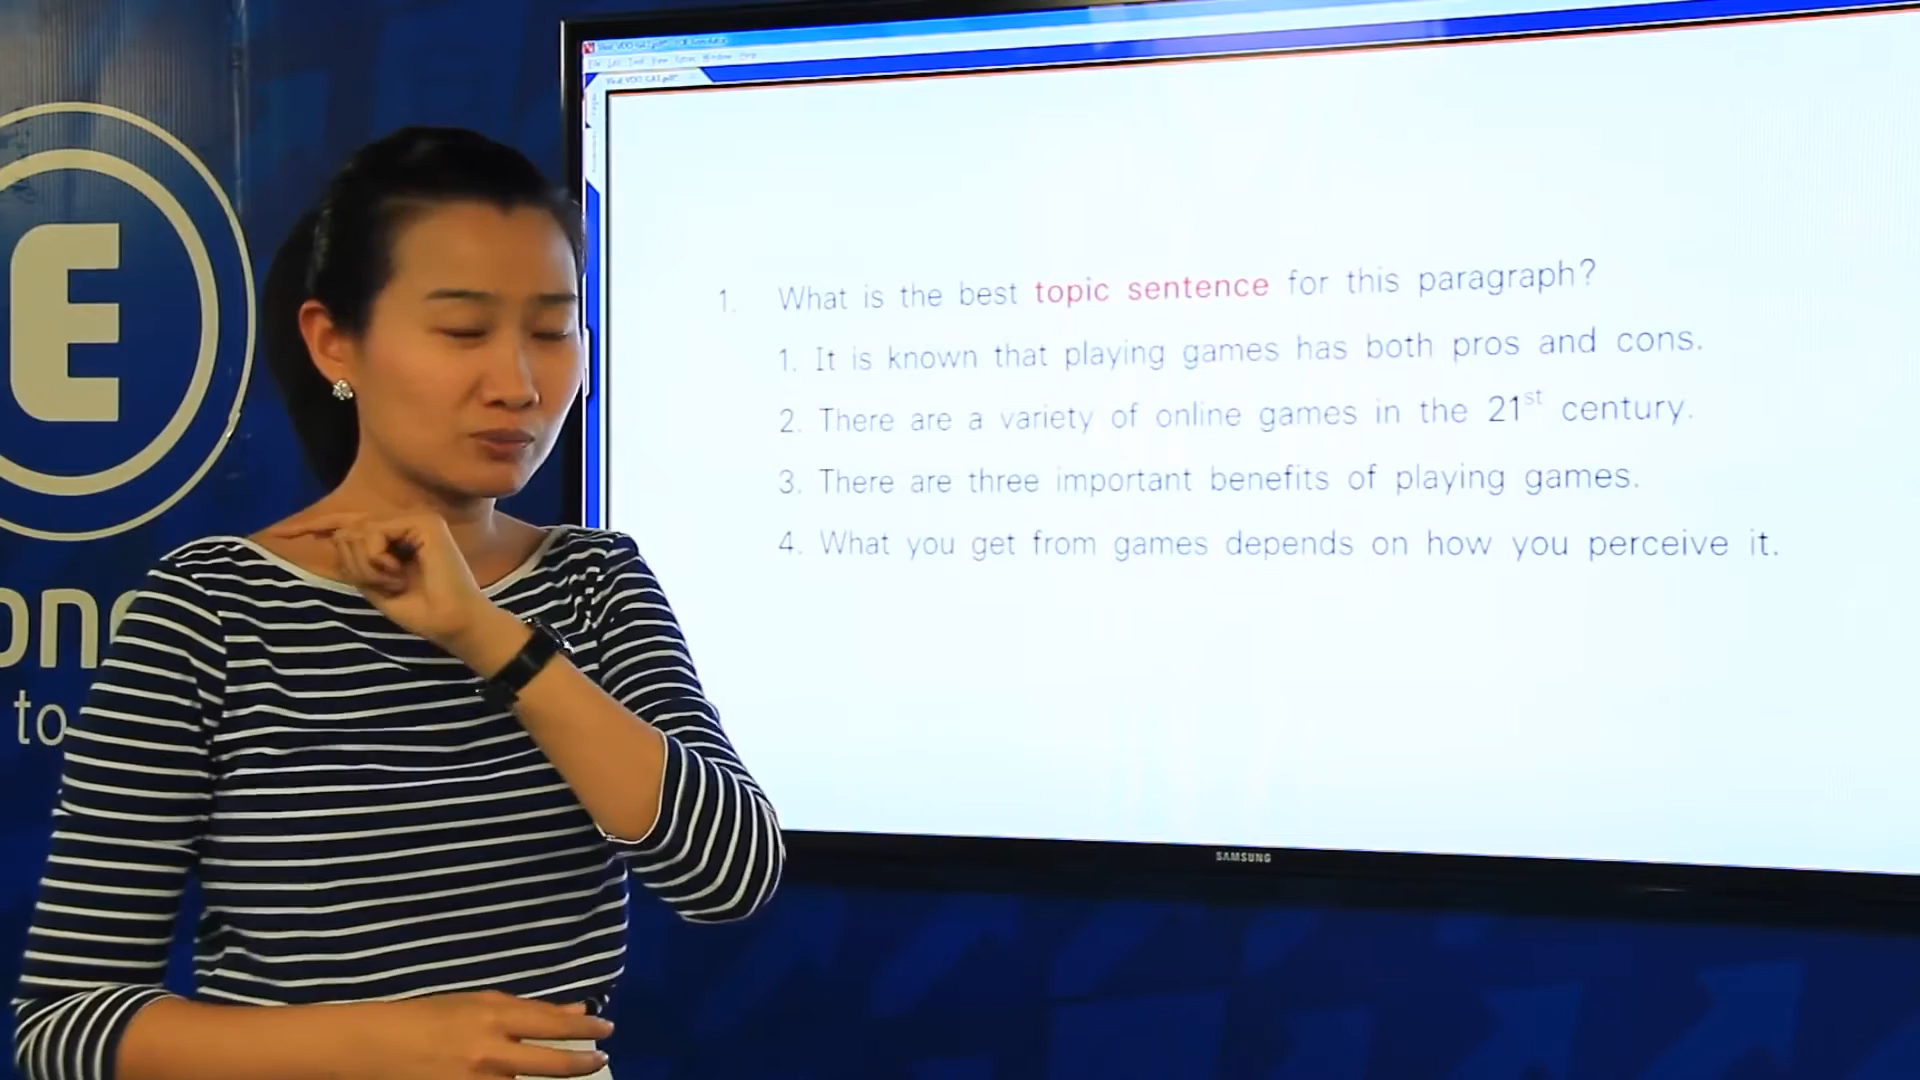 E
on
to
1. What is the best topic sentence for this paragraph?
1. It is known that playing games has both pros and cons.
2. There are a variety of online games in the 21st century.
3. There are three important benefits of playing games.
4. What you get from games depends on how you perceive it.
SAMSUNG